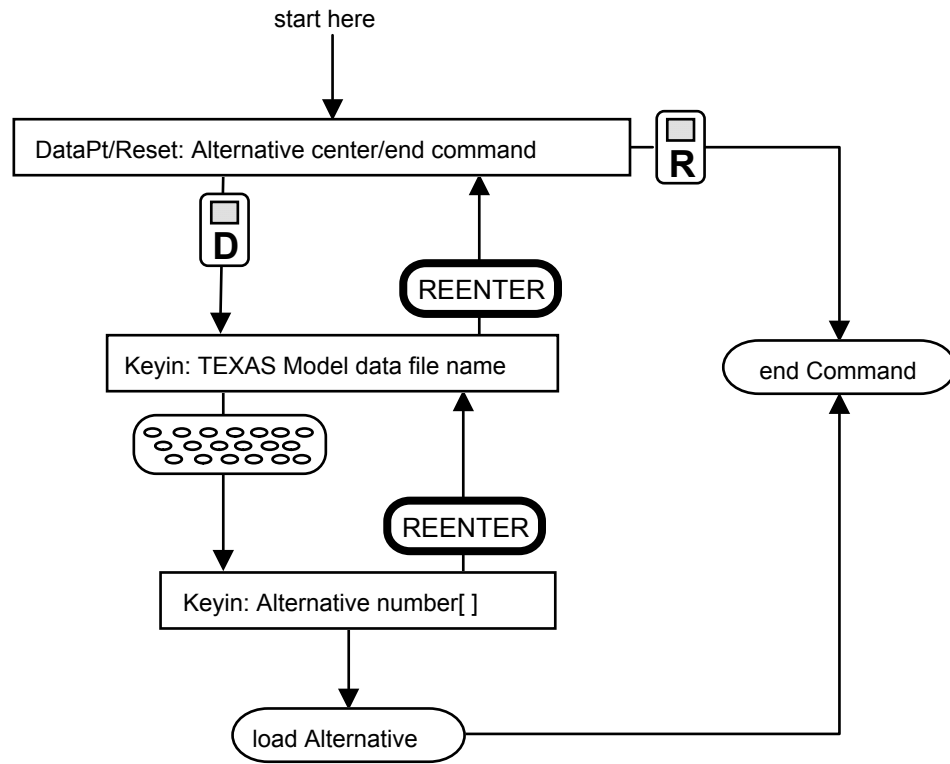 start here
DataPt/Reset: Alternative center/end command
R
D
REENTER
Keyin: TEXAS Model data file name
end Command
REENTER
Keyin: Alternative number[ ]
load Alternative